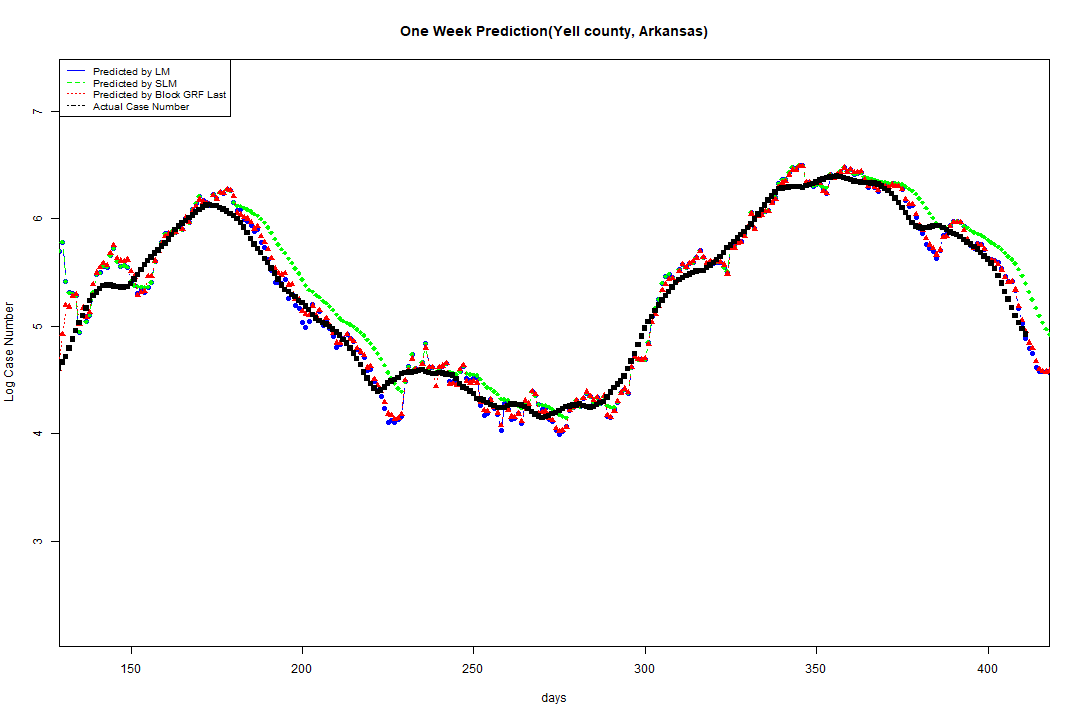 One Week Prediction(Yell county, Arkansas)
Predicted by LM
Predicted by SLM
Predicted by Block GRF Last
Actual Case Number
7
6
5
4
3
Log Case Number
150 200 250 300 350 400
days